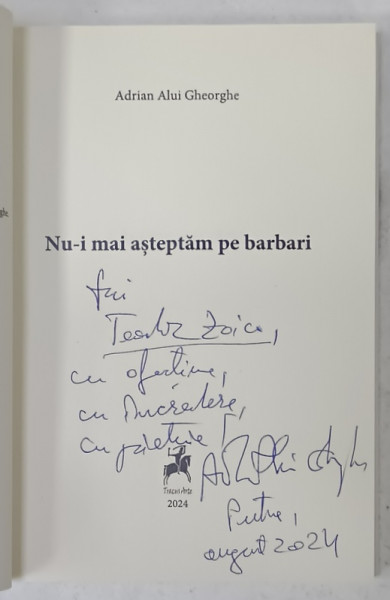 Adrian Alui Gheorghe
Nu-i mai așteptăm pe barbari
lui
Teodor Zoica,
cu afecțiune,
cu încredere,
cu prietenie!
Tracus Arte
2024
Putna,
august 2024